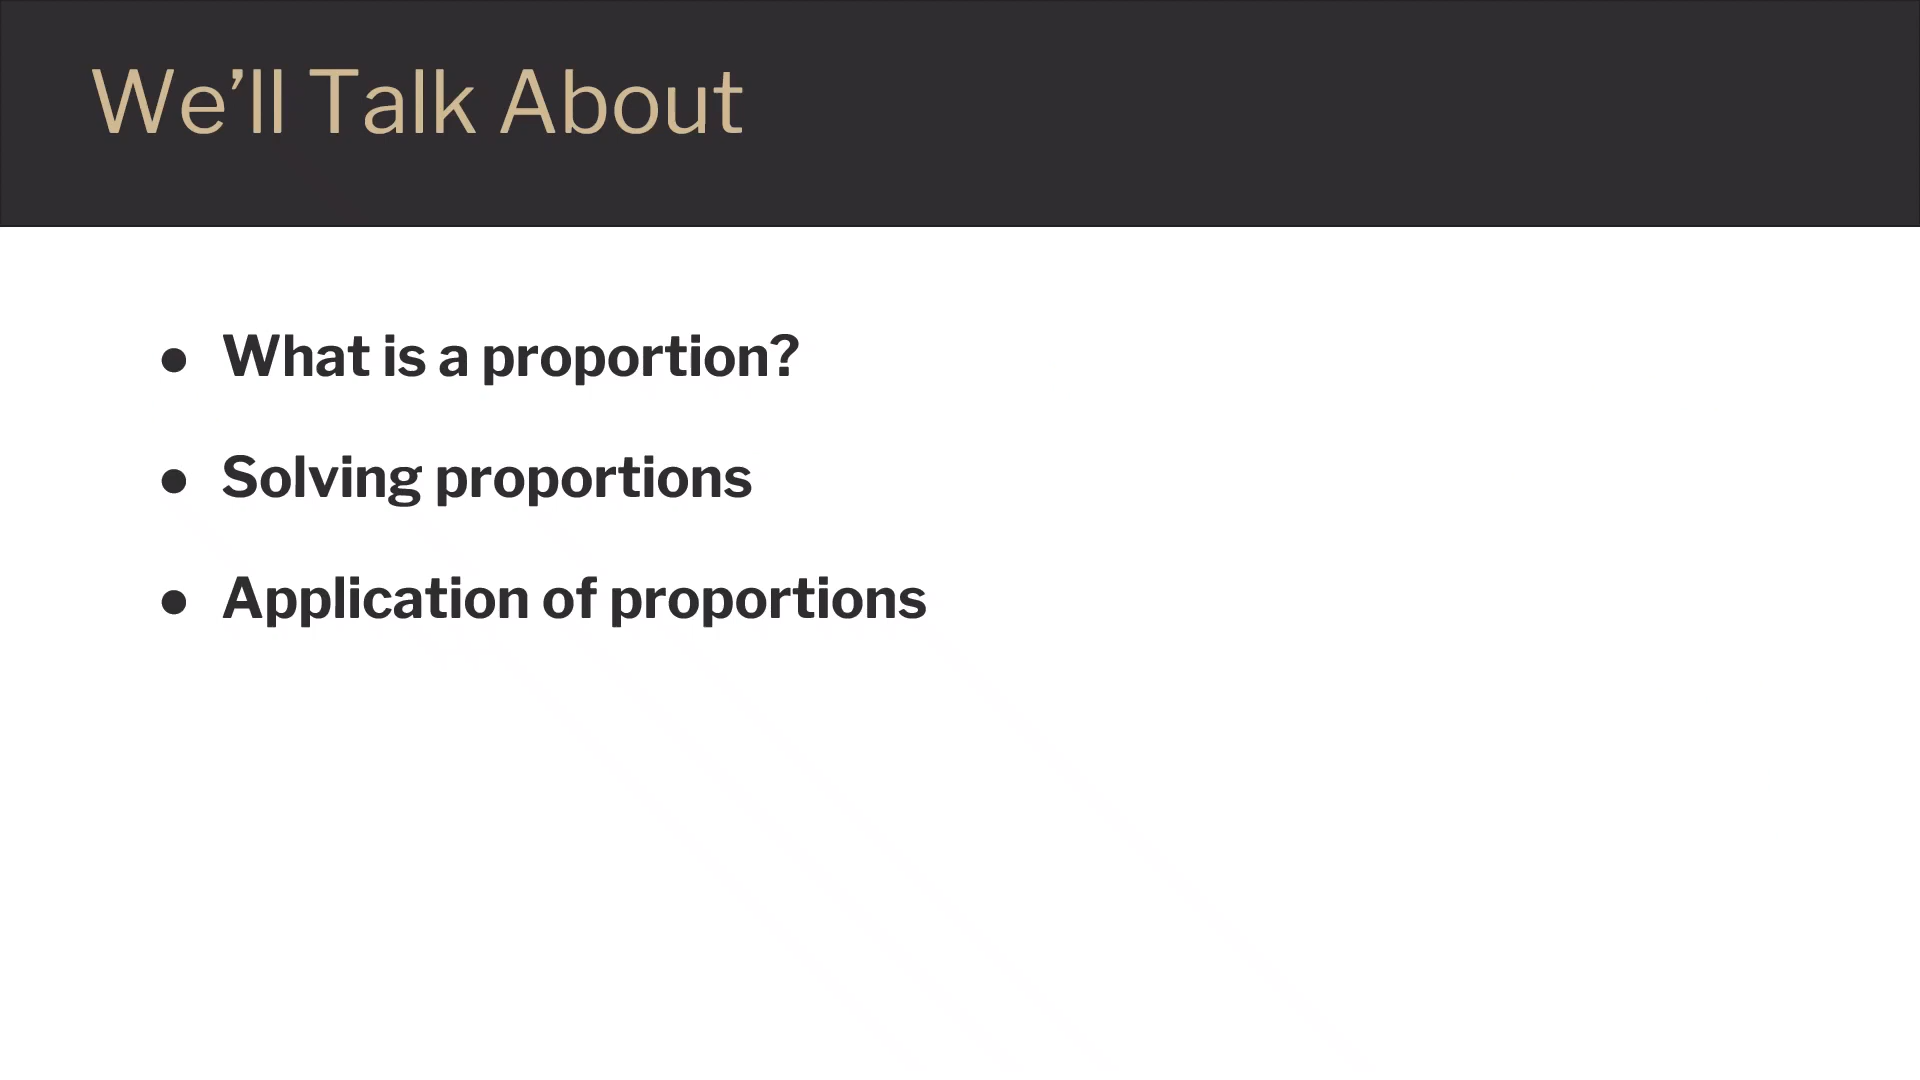 We’ll Talk About
● What is a proportion?
● Solving proportions
● Application of proportions